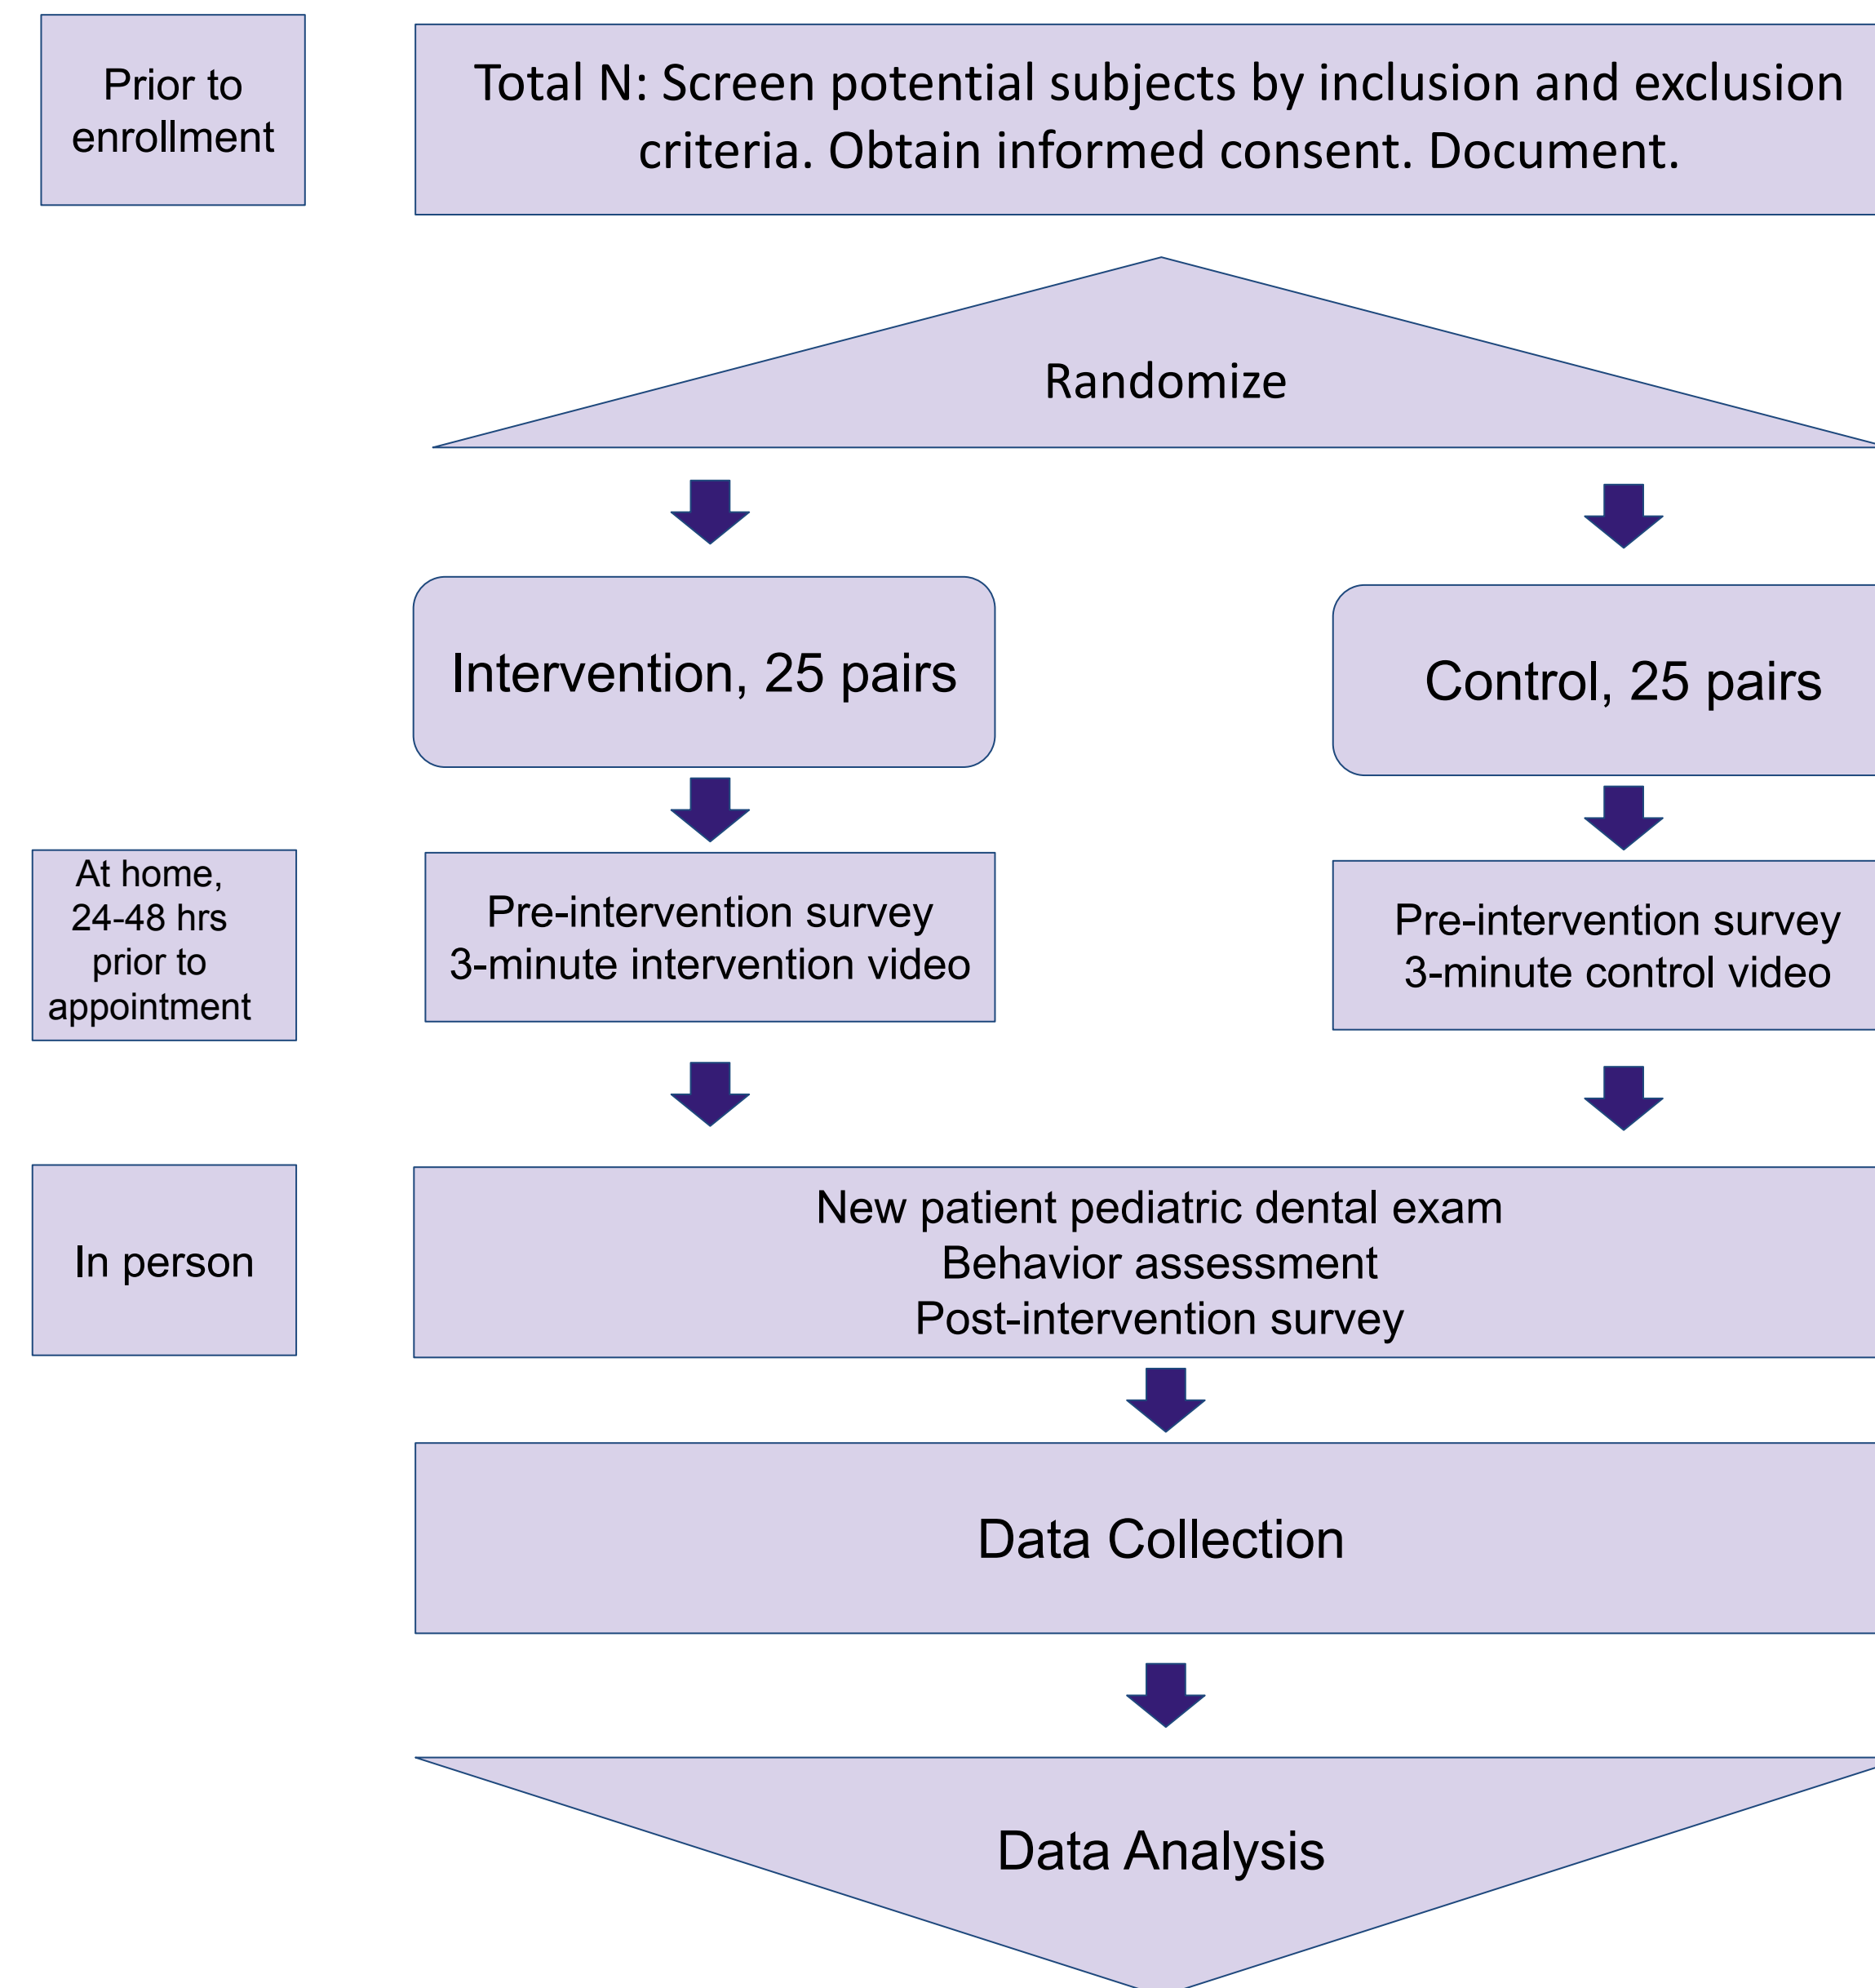 Prior to
enrollment
Total N: Screen potential subjects by inclusion and exclusion
criteria. Obtain informed consent. Document.
Randomize
Intervention, 25 pairs
Control, 25 pairs
At home,
24-48 hrs
prior to
appointment
Pre-intervention survey
3-minute intervention video
Pre-intervention survey
3-minute control video
In person
New patient pediatric dental exam
Behavior assessment
Post-intervention survey
Data Collection
Data Analysis